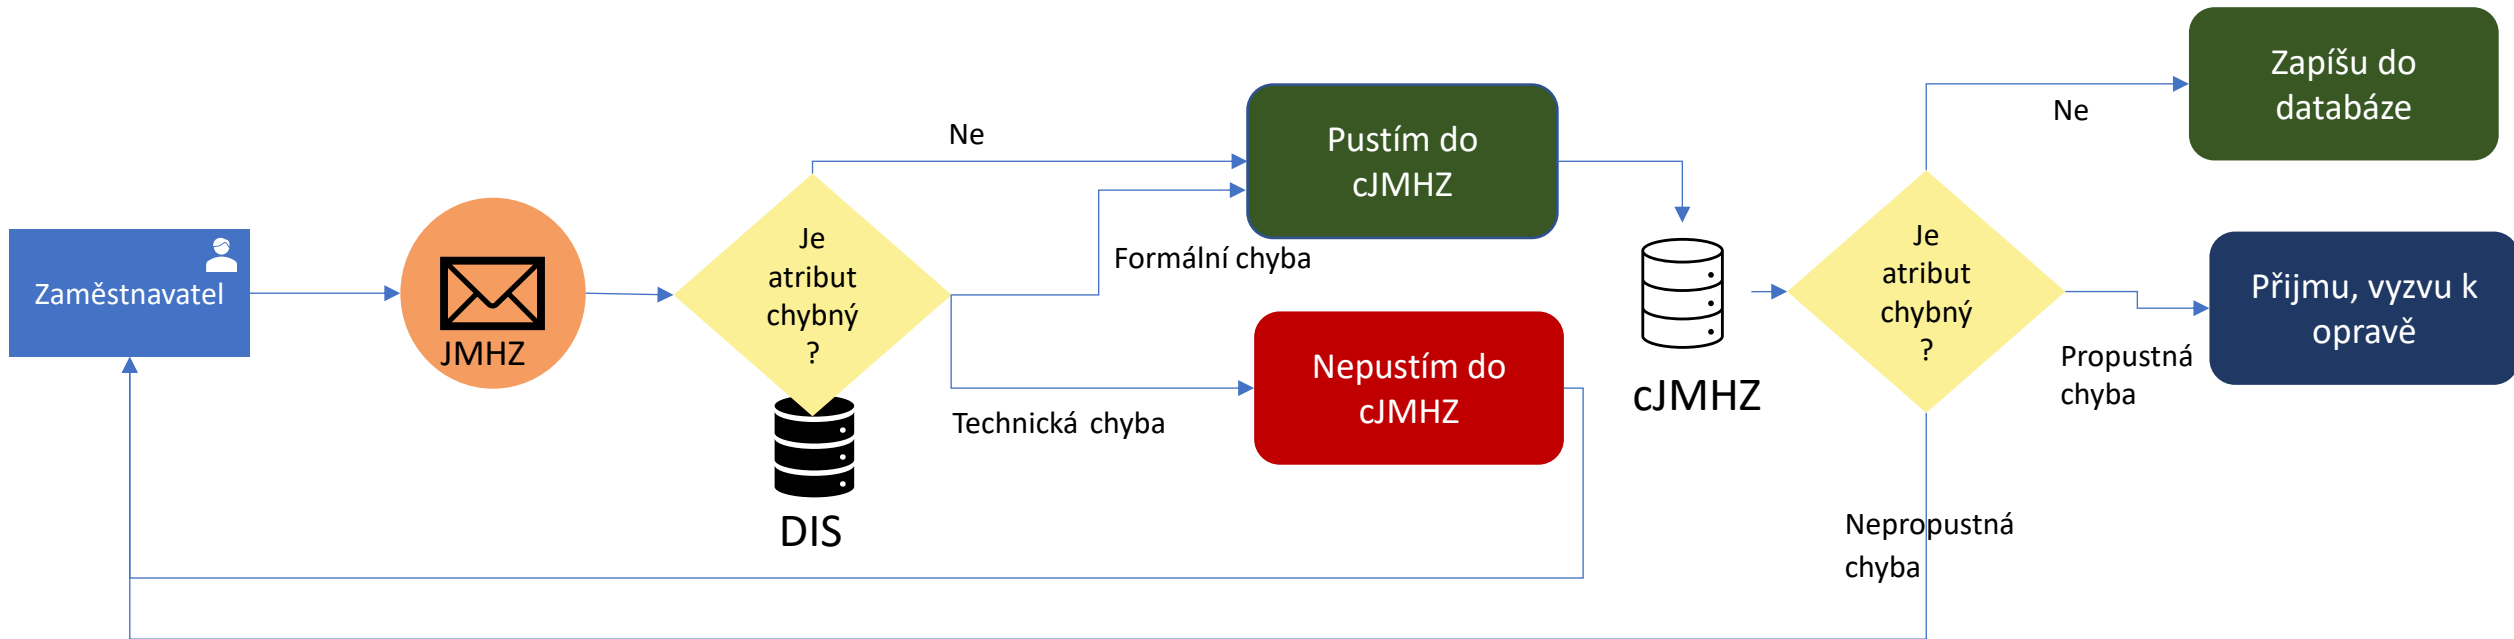 Zaměstnavatel
JMHZ
Je
atribut
chybný
?
DIS
Ne
Formální chyba
Technická chyba
Pustím do
cJMHZ
Nepustím do
cJMHZ
cJMHZ
Je
atribut
chybný
?
Ne
Propustná
chyba
Nepropustná
chyba
Zapíšu do
databáze
Přijmu, vyzvu k
opravě